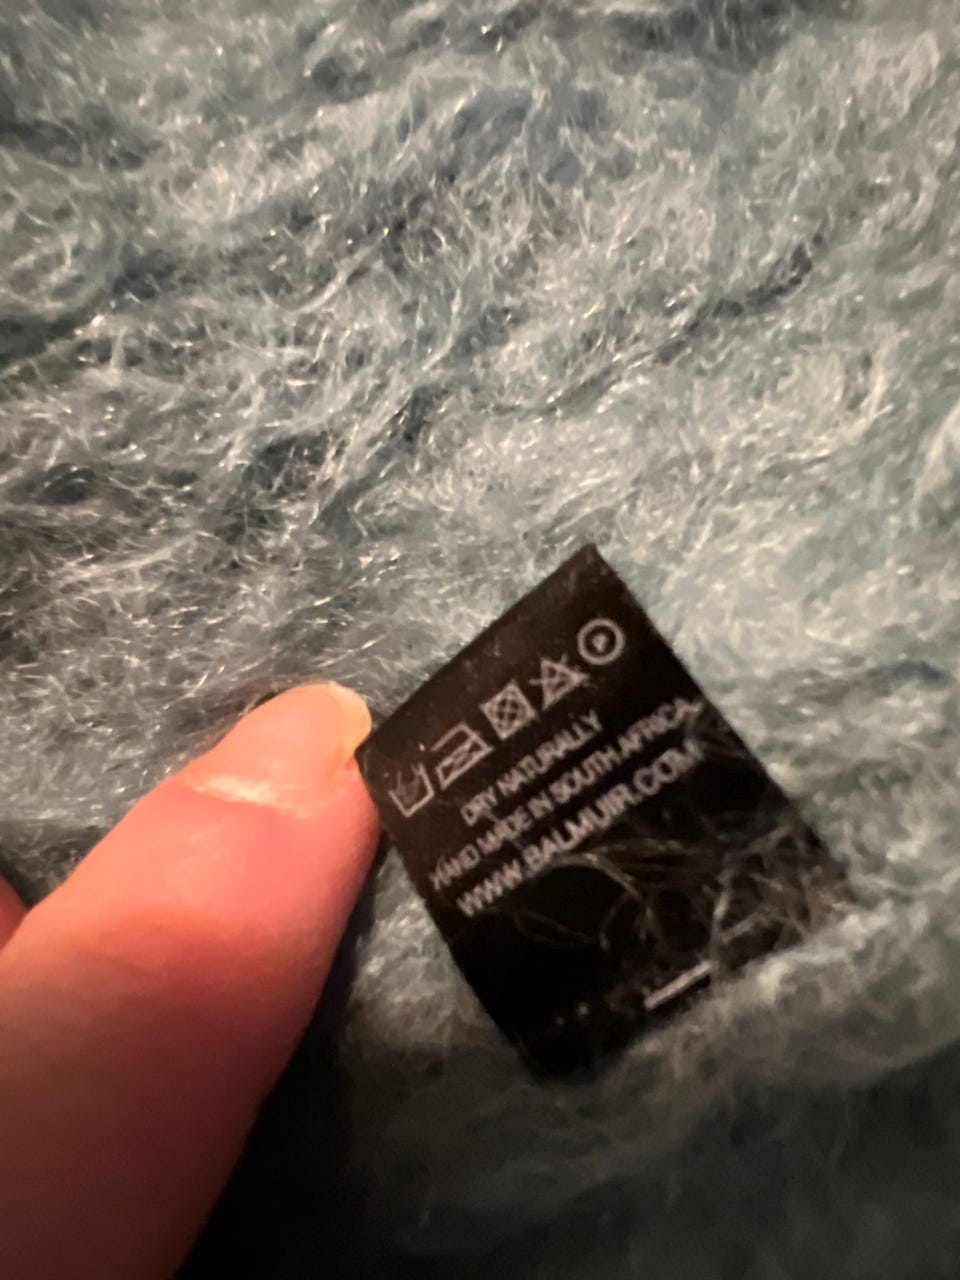 P
DRY NATURALLY
HAND MADE IN SOUTH AFRICA
WWW.BALMUIR.COM